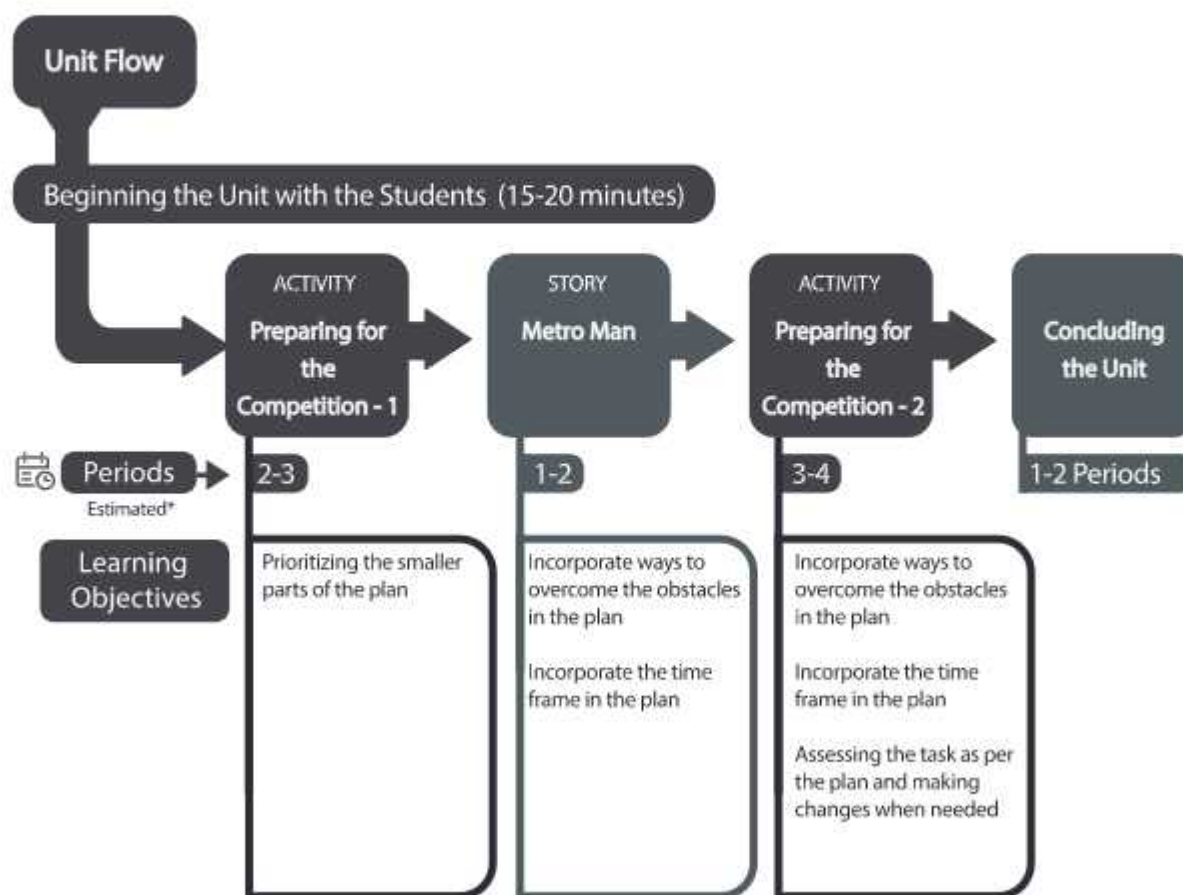 Unit Flow
Beginning the Unit with the Students (15-20 minutes)
ACTIVITY
Preparing for
the
Competition - 1
STORY
Metro Man
ACTIVITY
Preparing for
the
Competition - 2
Concluding
the Unit
Periods
Estimated*
2-3
1-2
3-4
1-2 Periods
Learning
Objectives
Prioritizing the smaller
parts of the plan
Incorporate ways to
overcome the obstacles
in the plan
Incorporate the time
frame in the plan
Incorporate ways to
overcome the obstacles
in the plan
Incorporate the time
frame in the plan
Assessing the task as per
the plan and making
changes when needed